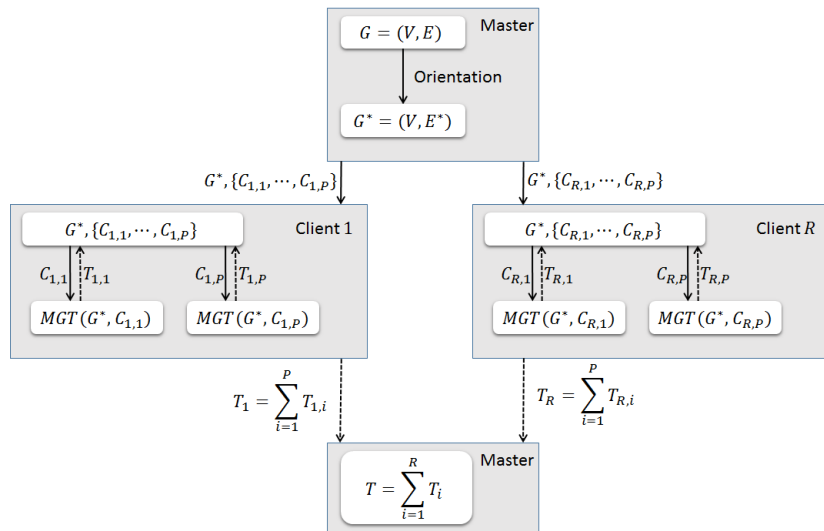 G = (V, E)
Master
Orientation
G* = (V, E*)
G*, {C_{1,1}, ⋯, C_{1,P}}
G*, {C_{R,1}, ⋯, C_{R,P}}
G*, {C_{1,1}, ⋯, C_{1,P}}
Client 1
C_{1,1}
T_{1,1}
C_{1,P}
T_{1,P}
MGT(G*, C_{1,1})
MGT(G*, C_{1,P})
G*, {C_{R,1}, ⋯, C_{R,P}}
Client R
C_{R,1}
T_{R,1}
C_{R,P}
T_{R,P}
MGT(G*, C_{R,1})
MGT(G*, C_{R,P})
T_1 = \sum_{i=1}^{P} T_{1,i}
T_R = \sum_{i=1}^{P} T_{R,i}
Master
T = \sum_{i=1}^{R} T_i